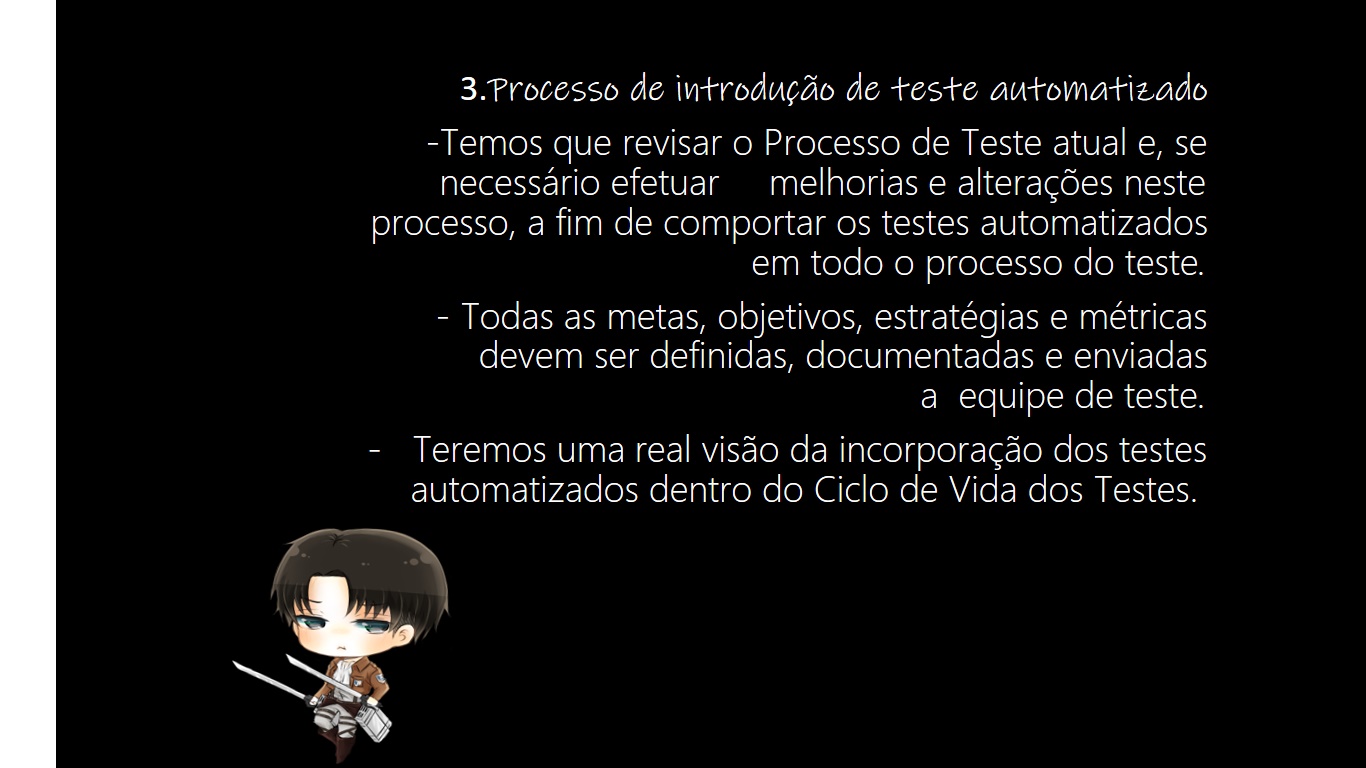 3.Processo de introdução de teste automatizado
-Temos que revisar o Processo de Teste atual e, se
necessário efetuar melhorias e alterações neste
processo, a fim de comportar os testes automatizados
em todo o processo do teste.
- Todas as metas, objetivos, estratégias e métricas
devem ser definidas, documentadas e enviadas
a equipe de teste.
- Teremos uma real visão da incorporação dos testes
automatizados dentro do Ciclo de Vida dos Testes.